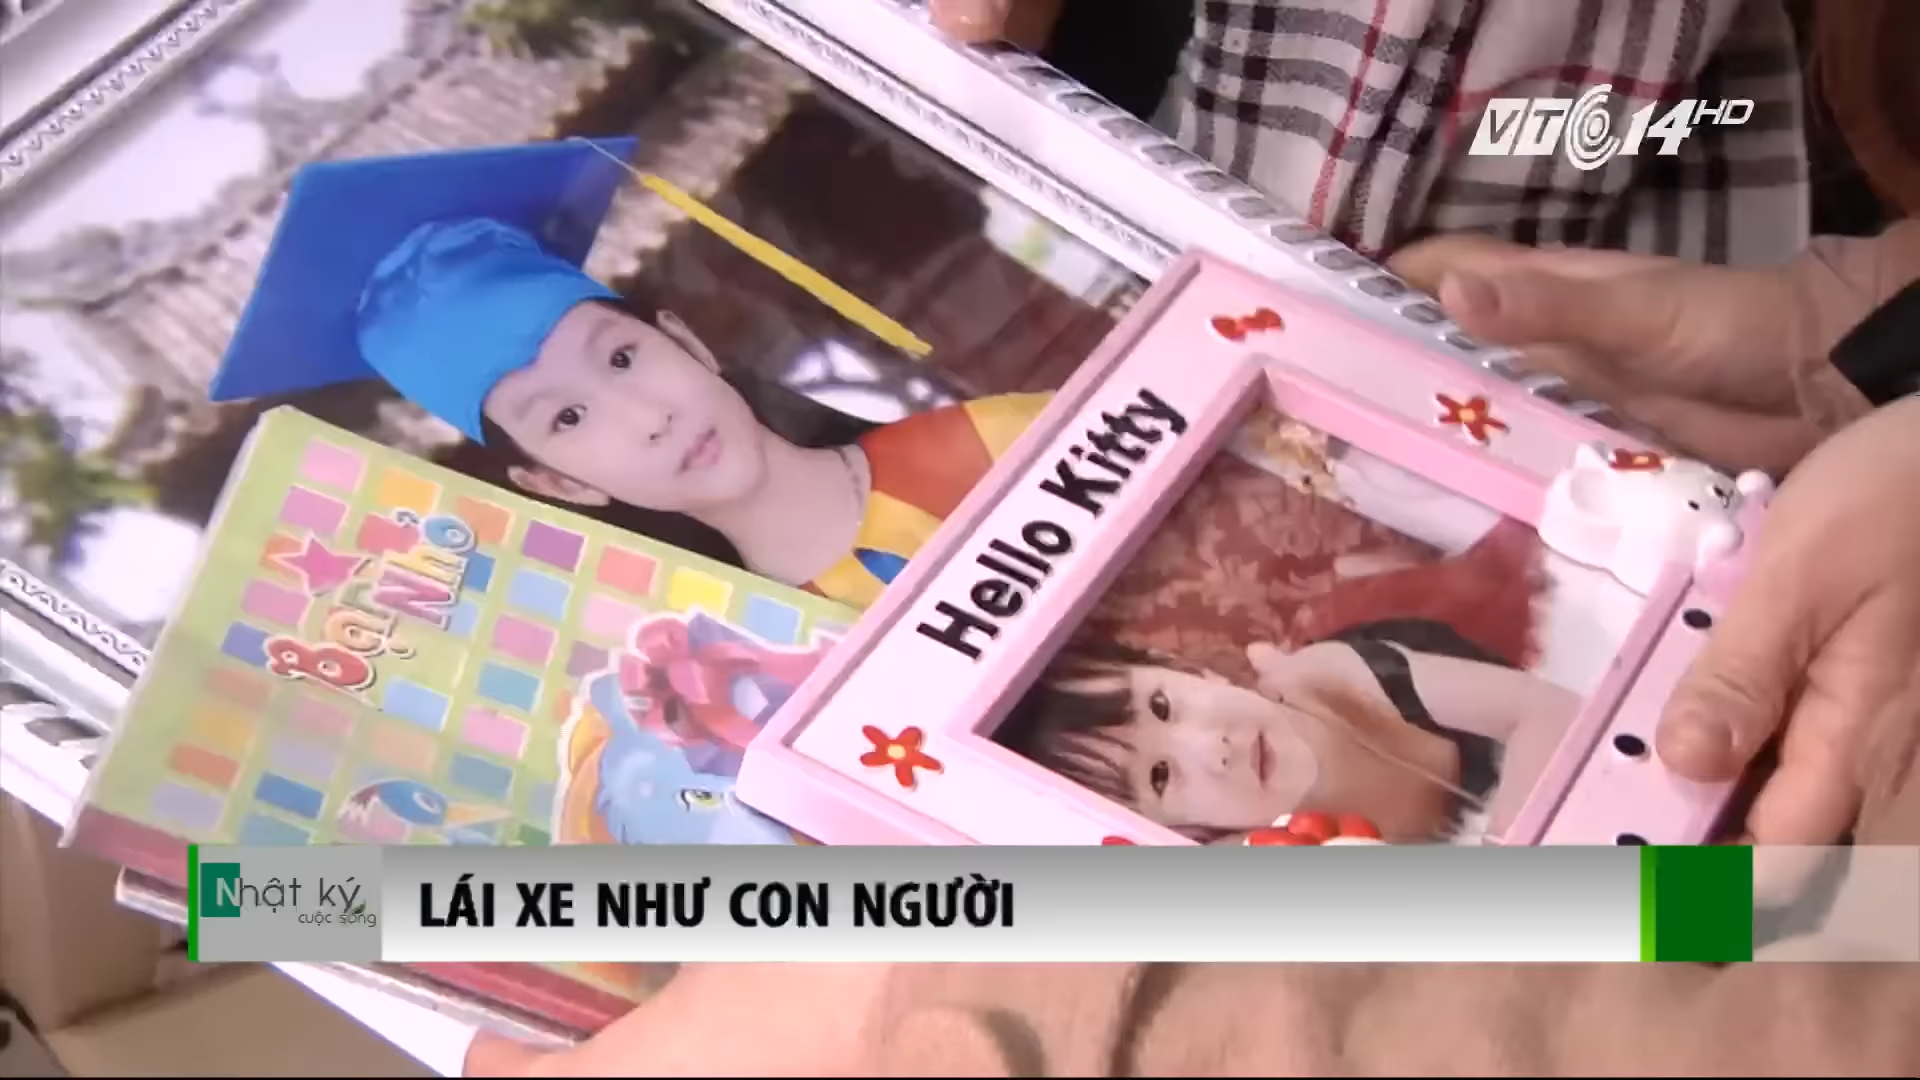 VTC14HD
Hello Kitty
Bạn
Nhỏ
Nhật ký
cuộc sống
LÁI XE NHƯ CON NGƯỜI